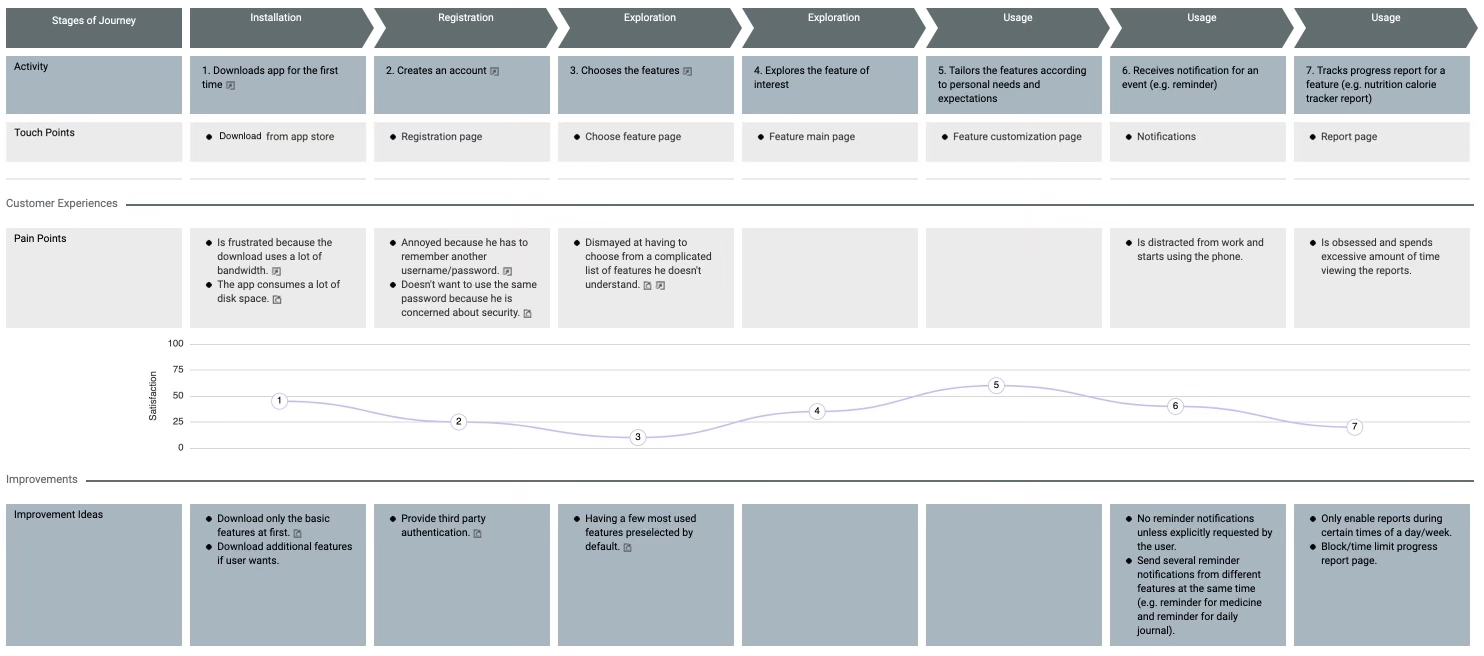 Stages of Journey
Installation
Registration
Exploration
Exploration
Usage
Usage
Usage
Activity
1. Downloads app for the first
time
2. Creates an account
3. Chooses the features
4. Explores the feature of
interest
5. Tailors the features according
to personal needs and
expectations
6. Receives notification for an
event (e.g. reminder)
7. Tracks progress report for a
feature (e.g. nutrition calorie
tracker report)
Touch Points
● Download from app store
● Registration page
● Choose feature page
● Feature main page
● Feature customization page
● Notifications
● Report page
Customer Experiences
Pain Points
● Is frustrated because the
download uses a lot of
bandwidth.
● The app consumes a lot of
disk space.
● Annoyed because he has to
remember another
username/password.
● Doesn't want to use the same
password because he is
concerned about security.
● Dismayed at having to
choose from a complicated
list of features he doesn't
understand.
● Is distracted from work and
starts using the phone.
● Is obsessed and spends
excessive amount of time
viewing the reports.
Satisfaction
100
75
50
25
0
1
2
3
4
5
6
7
Improvements
Improvement Ideas
● Download only the basic
features at first.
● Download additional features
if user wants.
● Provide third party
authentication.
● Having a few most used
features preselected by
default.
● No reminder notifications
unless explicitly requested by
the user.
● Send several reminder
notifications from different
features at the same time
(e.g. reminder for medicine
and reminder for daily
journal).
● Only enable reports during
certain times of a day/week.
● Block/time limit progress
report page.